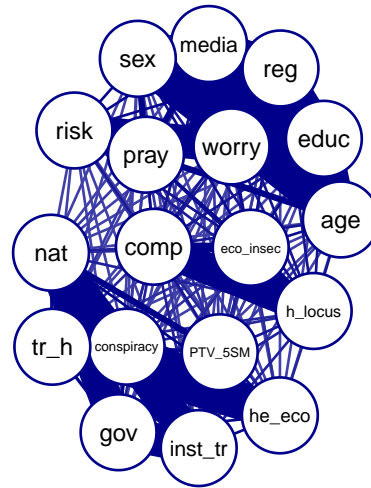 media
sex
reg
risk
pray
worry
educ
age
nat
comp
eco_insec
h_locus
tr_h
conspiracy
PTV_5SM
he_eco
gov
inst_tr